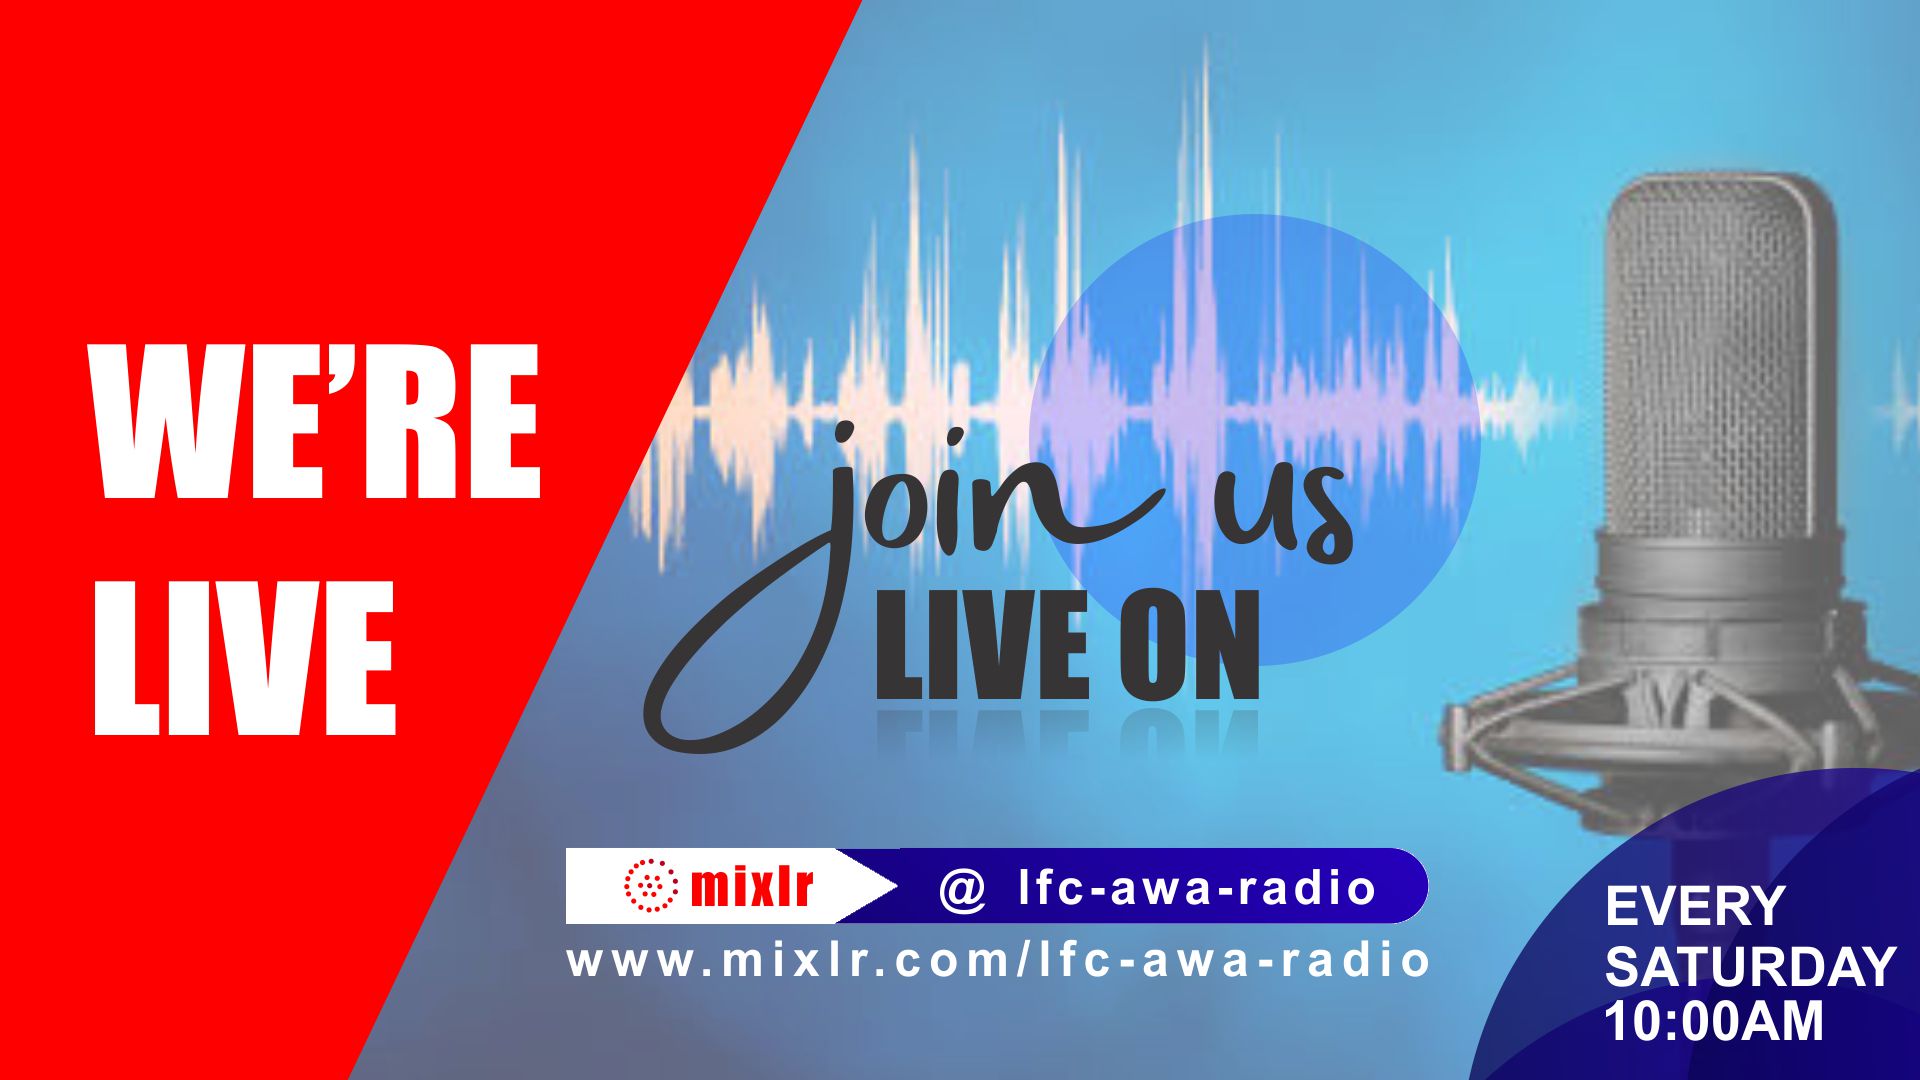 WE’RE
LIVE
join us
LIVE ON
mixlr @ lfc-awa-radio
www.mixlr.com/lfc-awa-radio
EVERY
SATURDAY
10:00AM